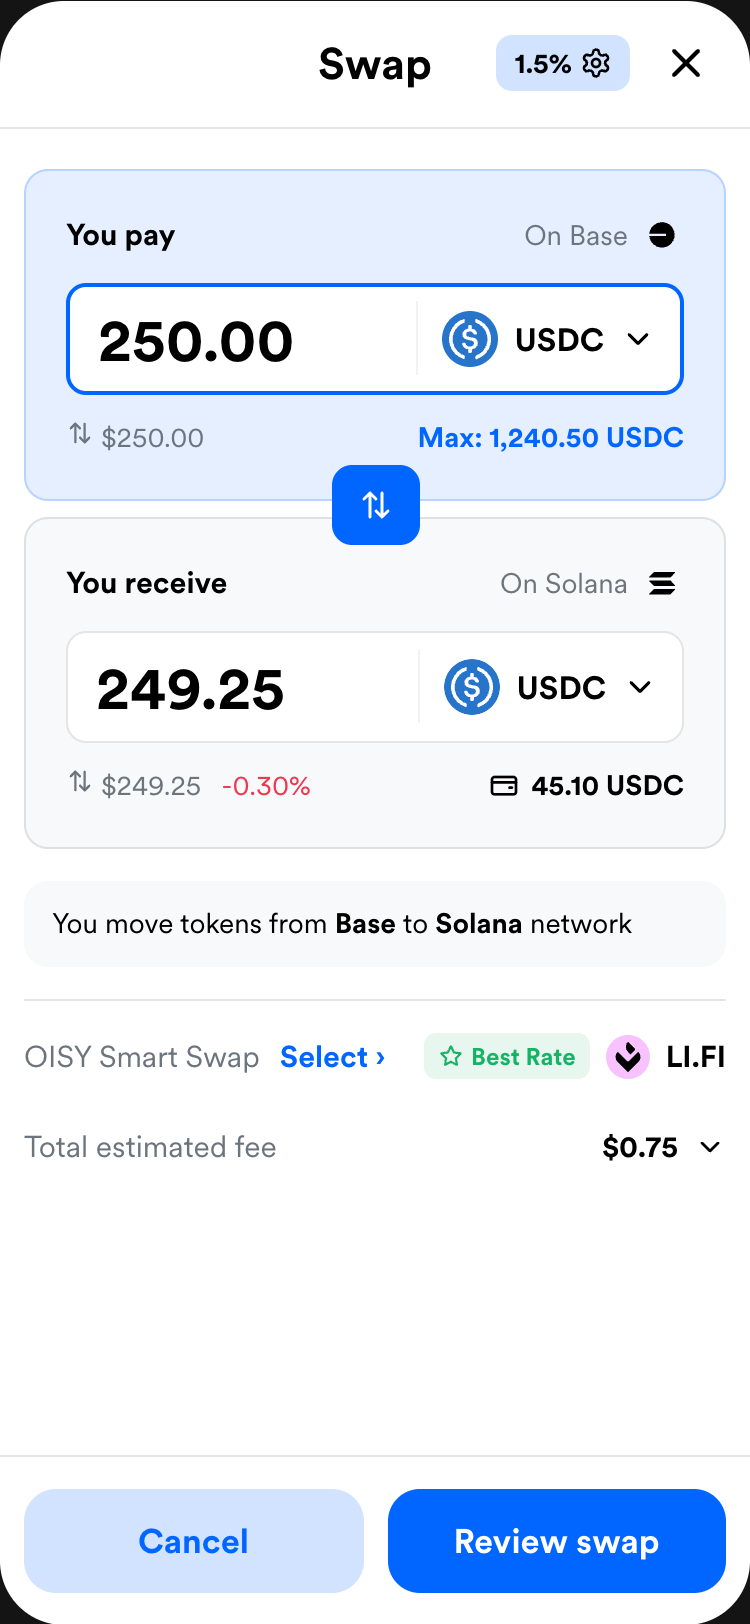 Swap
1.5%
You pay
On Base
250.00
USDC
$250.00
Max: 1,240.50 USDC
You receive
On Solana
249.25
USDC
$249.25 -0.30%
45.10 USDC
You move tokens from Base to Solana network
OISY Smart Swap Select ›
Best Rate
LI.FI
Total estimated fee
$0.75
Cancel
Review swap